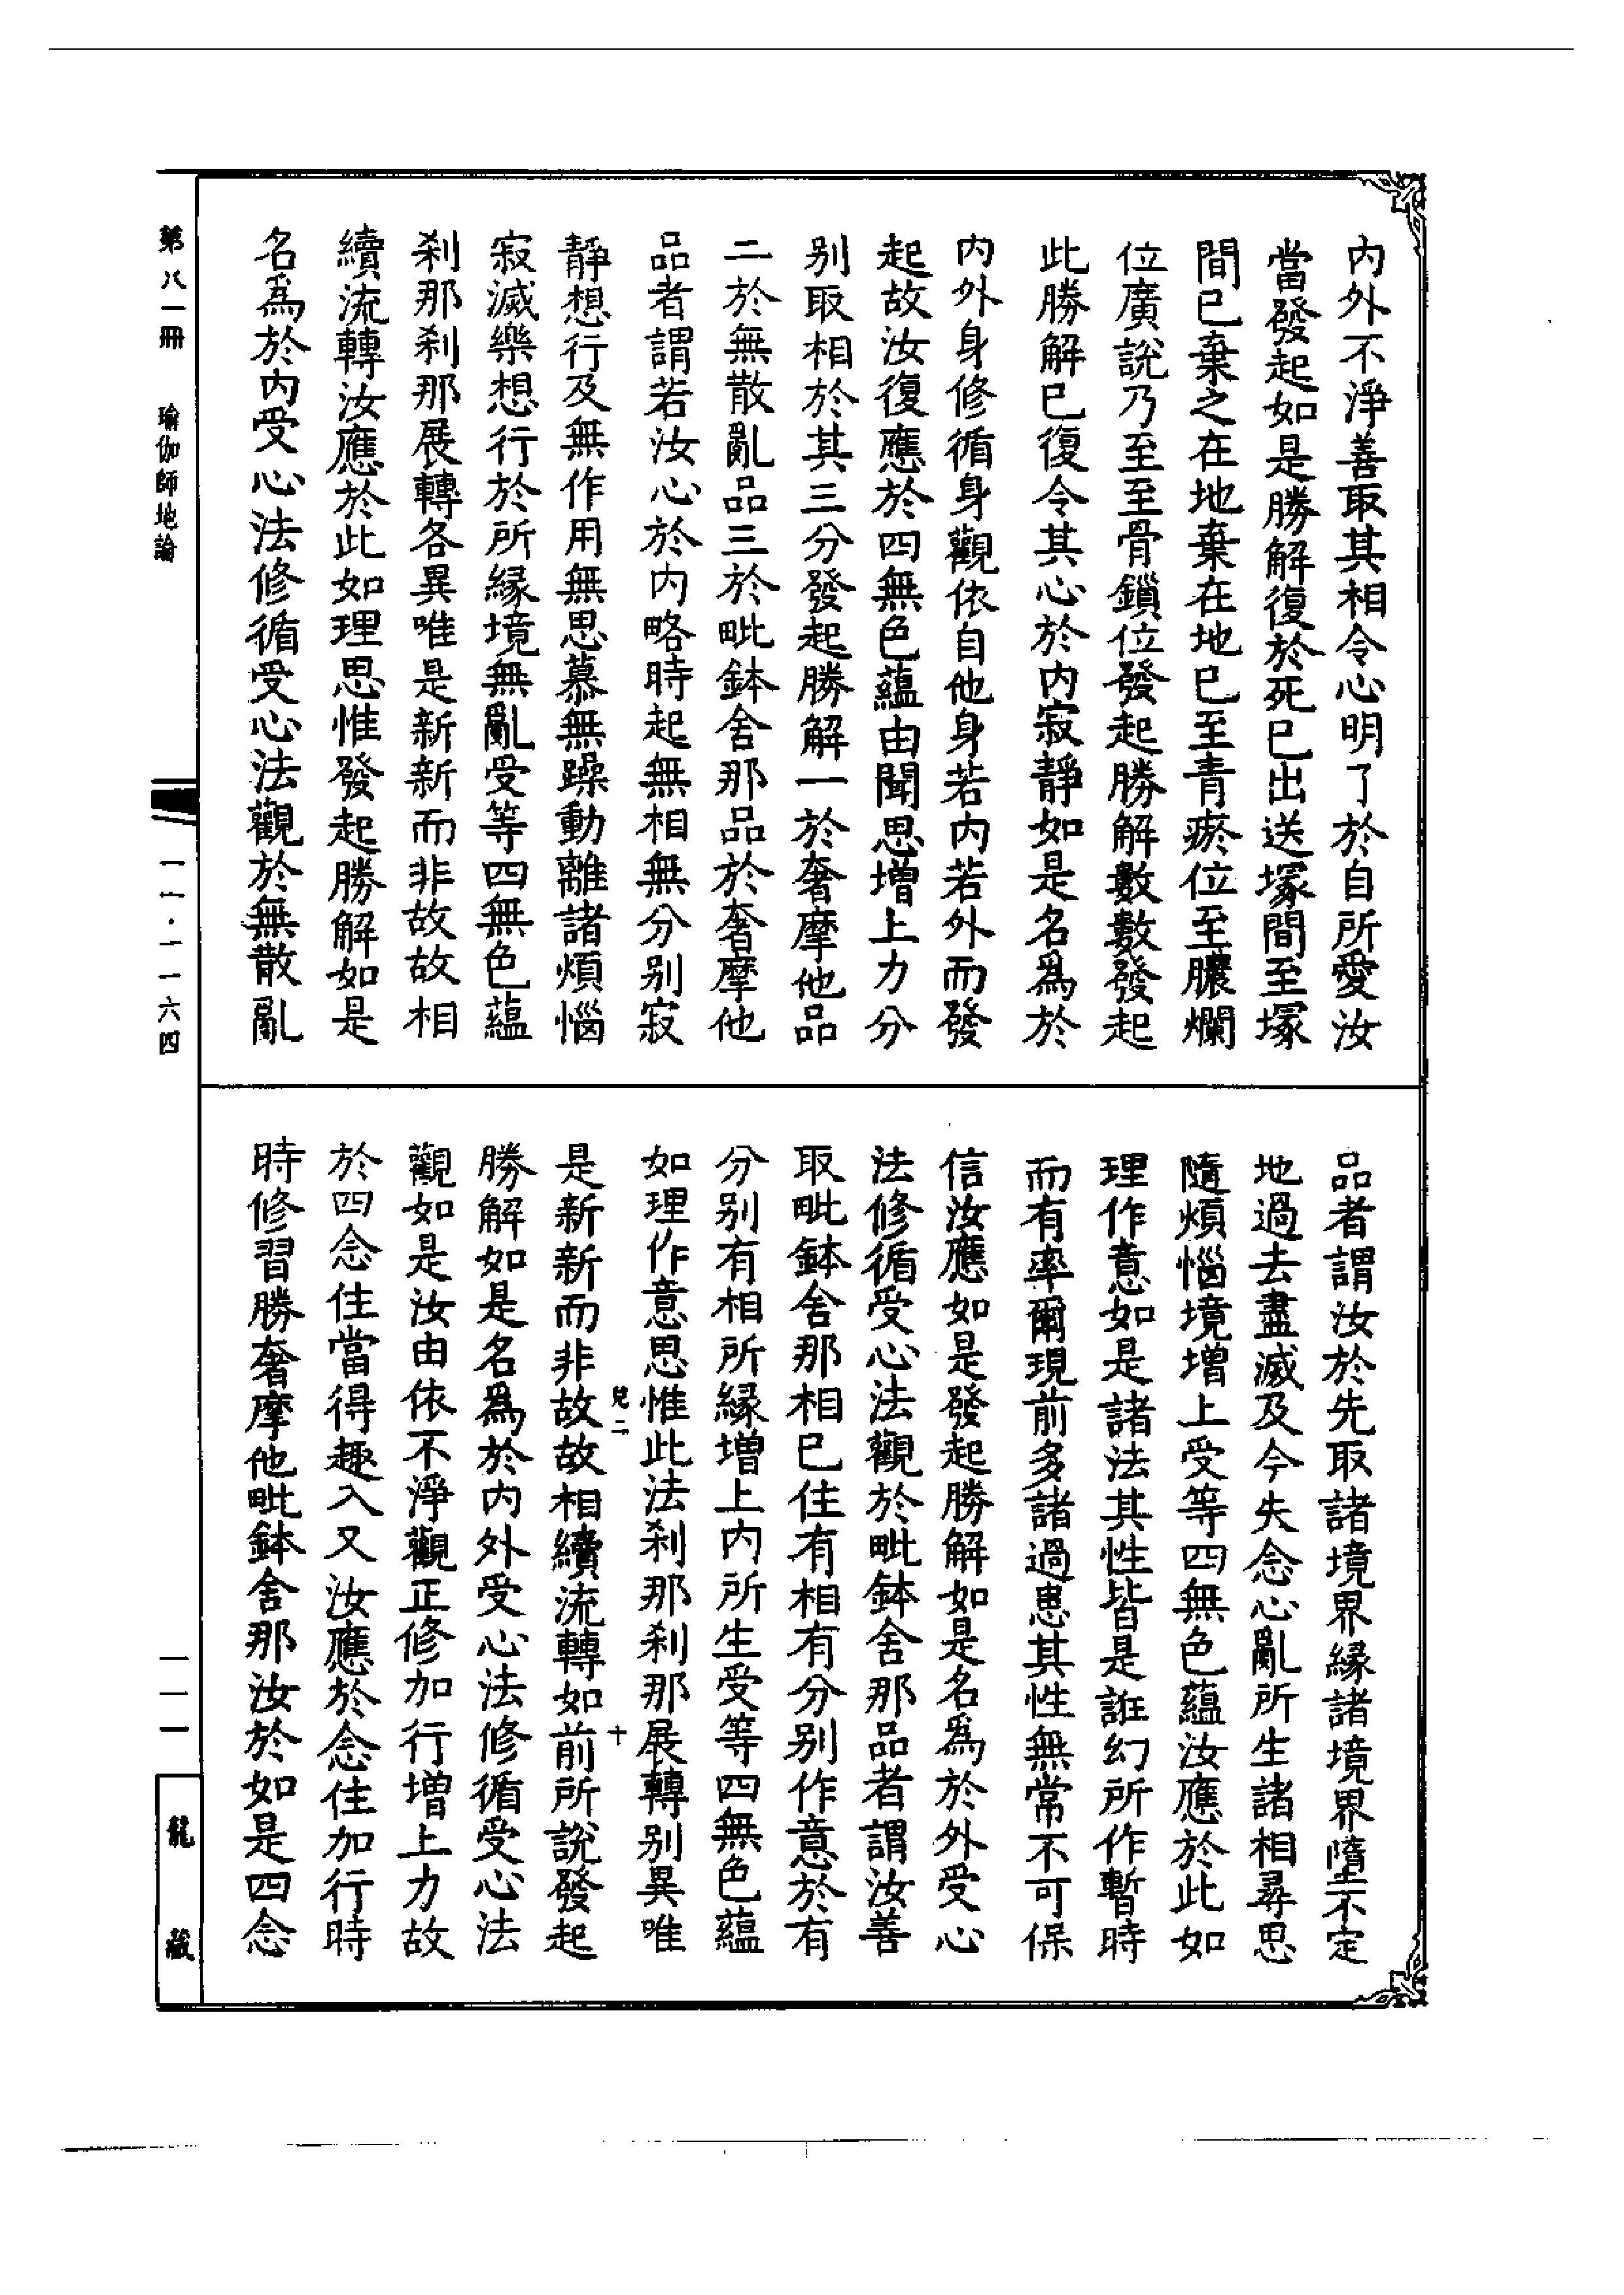 内外不淨善取其相令心明了於自所愛汝
當發起如是勝解復於死已出送塚間至塚
間已棄之在地棄在地已至青瘀位至膿爛
位廣說乃至至骨鎖位發起勝解數數發起
此勝解已復令其心於內寂靜如是名爲於
內外身修循身觀依自他身若內若外而發
起故汝復應於四無色蘊由聞思增上力分
別取相於其三分發起勝解一於奢摩他品
二於無散亂品三於毗鉢舍那品於奢摩他
品者謂若汝心於內略時起無相無分別寂
靜想行及無作用無思慕無躁動離諸煩惱
寂滅樂想行於所緣境無亂受等四無色蘊
剎那剎那展轉各異唯是新新而非故故相
續流轉汝應於此如理思惟發起勝解如是
名爲於內受心法修循受心法觀於無散亂
品者謂汝於先取諸境界緣諸境界墮不定
地過去盡滅及今失念心亂所生諸相尋思
隨煩惱境增上受等四無色蘊汝應於此如
理作意如是諸法其性皆是誑幻所作暫時
而有率爾現前多諸過患其性無常不可保
信汝應如是發起勝解如是名爲於外受心
法修循受心法觀於毗鉢舍那品者謂汝善
取毗鉢舍那相已住有相有分別作意於有
分別有相所緣增上內所生受等四無色蘊
如理作意思惟此法剎那剎那展轉別異唯
是新新而非故故相續流轉如前所說發起
勝解如是名爲於內外受心法修循受心法
觀如是汝由依不淨觀正修加行增上力故
於四念住當得趣入又汝應於念住加行時
時修習勝奢摩他毗鉢舍那汝於如是四念
兒二
十
第八一冊 瑜伽師地論
一一·一一六四
一一一
龍藏